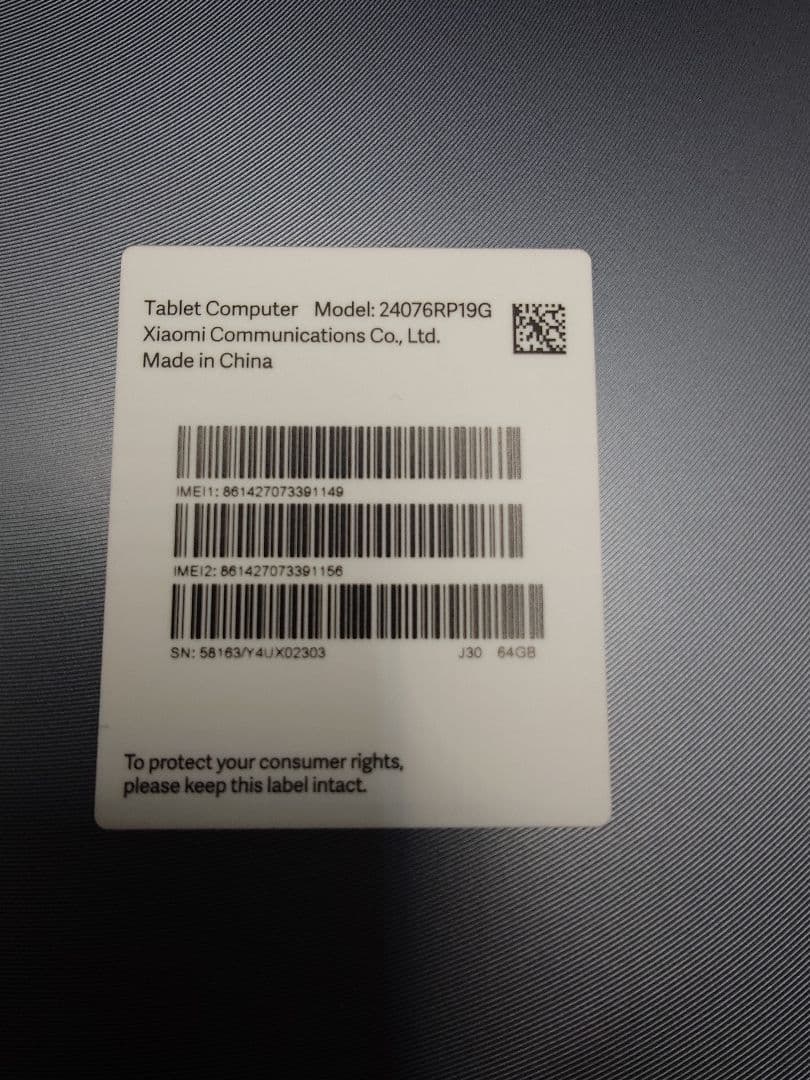 Tablet Computer Model: 24076RP19G
Xiaomi Communications Co., Ltd.
Made in China
IMEI1: 861427073391149
IMEI2: 861427073391156
SN: 58163/Y4UX02303 J30 64GB
To protect your consumer rights,
please keep this label intact.